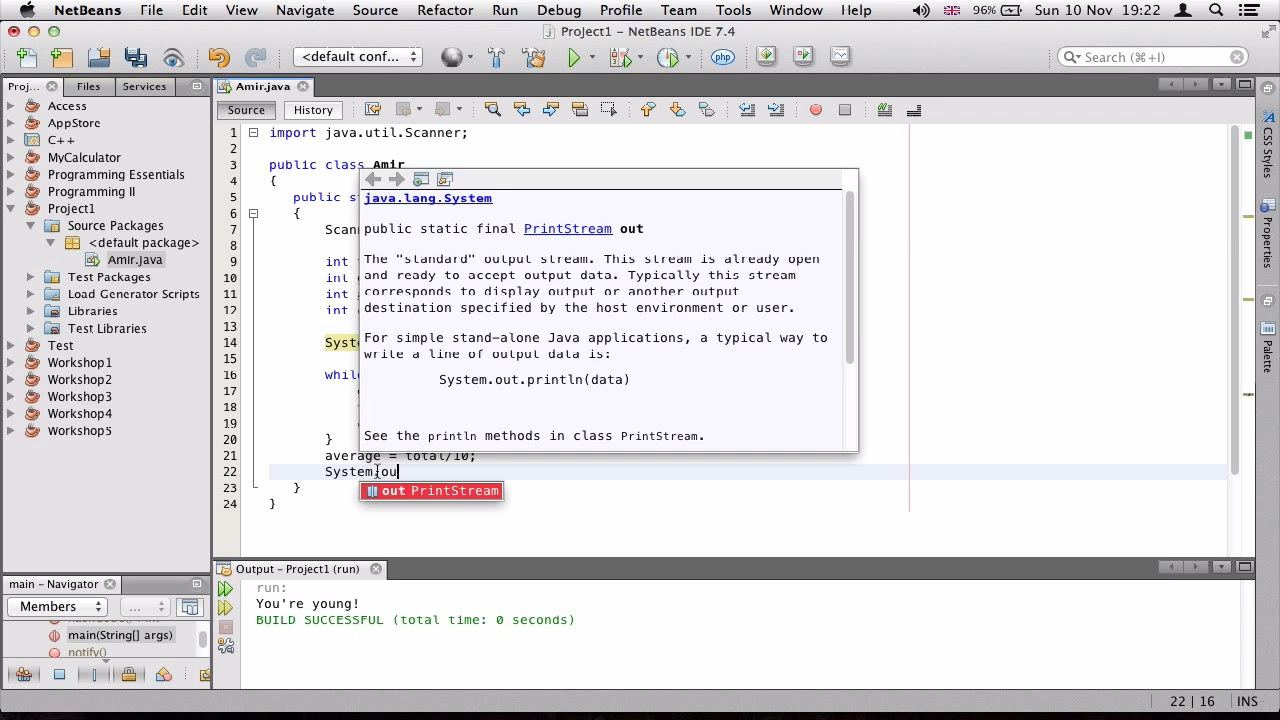 NetBeans File Edit View Navigate Source Refactor Run Debug Profile Team Tools Window Help 96% Sun 10 Nov 19:22
Project1 – NetBeans IDE 7.4
<default conf... php Search (⌘+I)
Proj... Files Services
Access
AppStore
C++
MyCalculator
Programming Essentials
Programming II
Project1
Source Packages
<default package>
Amir.java
Test Packages
Load Generator Scripts
Libraries
Test Libraries
Test
Workshop1
Workshop2
Workshop3
Workshop4
Workshop5
Amir.java
Source History
1 import java.util.Scanner;
2
3 public class Amir
4 {
5 public st
6 {
7 Scann
8
9 int
10 int
11 int
12 int
13
14 Syste
15
16 whil
17
18
19
20 }
21 average = total/10;
22 System.ou
23 }
24 }
java.lang.System
public static final PrintStream out
The "standard" output stream. This stream is already open
and ready to accept output data. Typically this stream
corresponds to display output or another output
destination specified by the host environment or user.
For simple stand-alone Java applications, a typical way to
write a line of output data is:
System.out.println(data)
See the println methods in class PrintStream.
out PrintStream
main – Navigator
Members ...
main(String[] args)
notify()
Output – Project1 (run)
run:
You're young!
BUILD SUCCESSFUL (total time: 0 seconds)
CSS Styles
Properties
Palette
22 | 16 INS